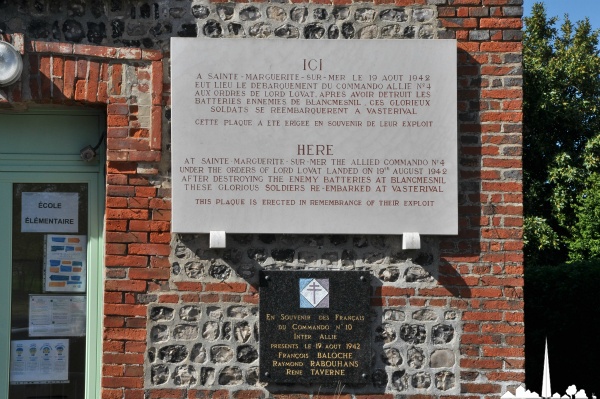 ICI
A SAINTE-MARGUERITE-SUR-MER LE 19 AOUT 1942
EUT LIEU LE DEBARQUEMENT DU COMMANDO ALLIE N°4
AUX ORDRES DE LORD LOVAT. APRES AVOIR DETRUIT LES
BATTERIES ENNEMIES DE BLANCMESNIL, CES GLORIEUX
SOLDATS SE REEMBARQUERENT A VASTERIVAL
CETTE PLAQUE A ÉTÉ ERIGÉE EN SOUVENIR DE LEUR EXPLOIT
HERE
AT SAINTE-MARGUERITE-SUR-MER THE ALLIED COMMANDO N°4
UNDER THE ORDERS OF LORD LOVAT LANDED ON 19TH AUGUST 1942
AFTER DESTROYING THE ENEMY BATTERIES AT BLANCMESNIL
THESE GLORIOUS SOLDIERS RE-EMBARKED AT VASTERIVAL
THIS PLAQUE IS ERECTED IN REMEMBRANCE OF THEIR EXPLOIT
ÉCOLE
ÉLÉMENTAIRE
EN SOUVENIR DES FRANÇAIS
DU COMMANDO N°10
INTER ALLIÉ
PRESENTS LE 19 AOUT 1942
FRANÇOIS BALOCHE
RAYMOND RABOUHANS
RENÉ TAVERNE